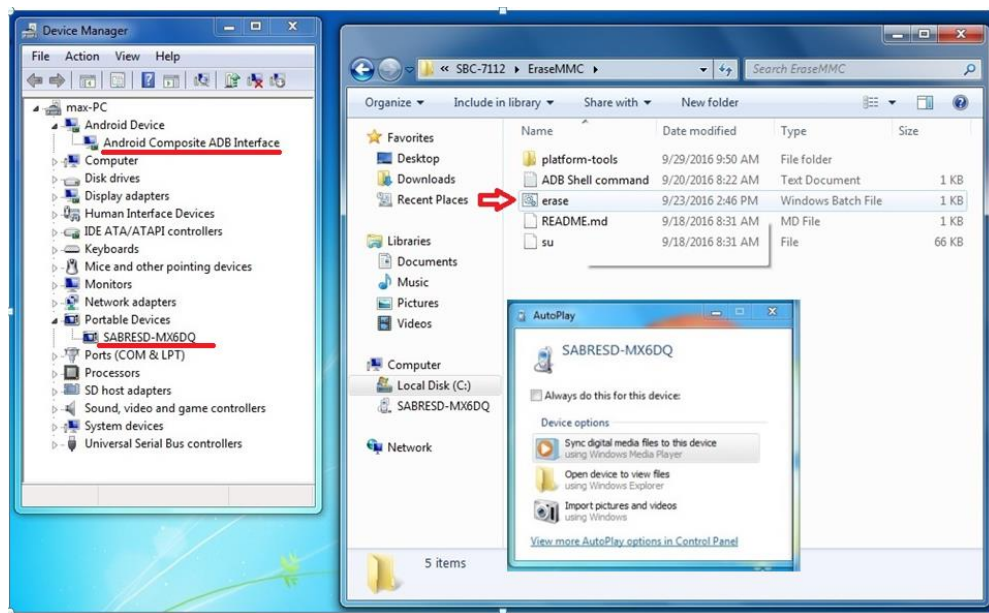 Device Manager
File Action View Help
max-PC
Android Device
Android Composite ADB Interface
Computer
Disk drives
Display adapters
Human Interface Devices
IDE ATA/ATAPI controllers
Keyboards
Mice and other pointing devices
Monitors
Network adapters
Portable Devices
SABRESD-MX6DQ
Ports (COM & LPT)
Processors
SD host adapters
Sound, video and game controllers
System devices
Universal Serial Bus controllers
« SBC-7112 EraseMMC
Search EraseMMC
Organize Include in library Share with New folder
Favorites
Desktop
Downloads
Recent Places
Libraries
Documents
Music
Pictures
Videos
Computer
Local Disk (C:)
SABRESD-MX6DQ
Network
Name Date modified Type Size
platform-tools 9/29/2016 9:50 AM File folder
ADB Shell command 9/20/2016 8:22 AM Text Document 1 KB
erase 9/23/2016 2:46 PM Windows Batch File 1 KB
README.md 9/18/2016 8:31 AM MD File 1 KB
su 9/18/2016 8:31 AM File 66 KB
AutoPlay
SABRESD-MX6DQ
Always do this for this device:
Device options
Sync digital media files to this device
using Windows Media Player
Open device to view files
using Windows Explorer
Import pictures and videos
using Windows
View more AutoPlay options in Control Panel
5 items